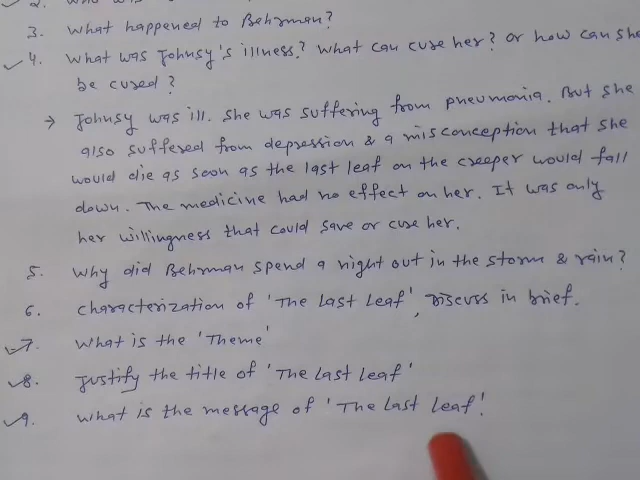 2. Who was
3. What happened to Behrman?
4. What was Johnsy's illness? What can cure her? or how can she
be cured?
→ Johnsy was ill. She was suffering from pneumonia. But she
also suffered from depression & a misconception that she
would die as soon as the last leaf on the creeper would fall
down. The medicine had no effect on her. It was only
her willingness that could save or cure her.
5. Why did Behrman spend a night out in the storm & rain?
6. Characterization of 'The Last Leaf', Discuss in brief.
7. What is the 'Theme'
8. Justify the title of 'The Last Leaf'
9. What is the message of 'The Last Leaf'.